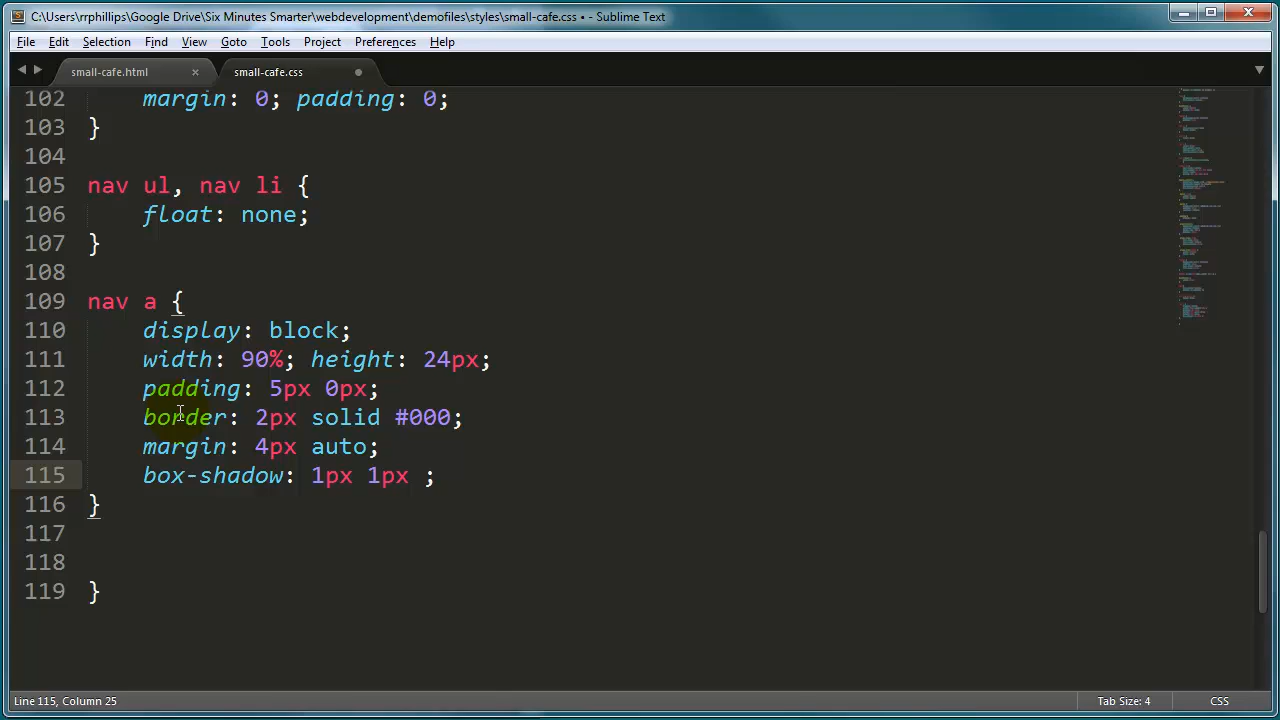 C:\Users\rrphillips\Google Drive\Six Minutes Smarter\webdevelopment\demofiles\styles\small-cafe.css • - Sublime Text
File Edit Selection Find View Goto Tools Project Preferences Help
small-cafe.html × small-cafe.css
102 margin: 0; padding: 0;
103 }
104
105 nav ul, nav li {
106 float: none;
107 }
108
109 nav a {
110 display: block;
111 width: 90%; height: 24px;
112 padding: 5px 0px;
113 border: 2px solid #000;
114 margin: 4px auto;
115 box-shadow: 1px 1px ;
116 }
117
118
119 }
Line 115, Column 25 Tab Size: 4 CSS